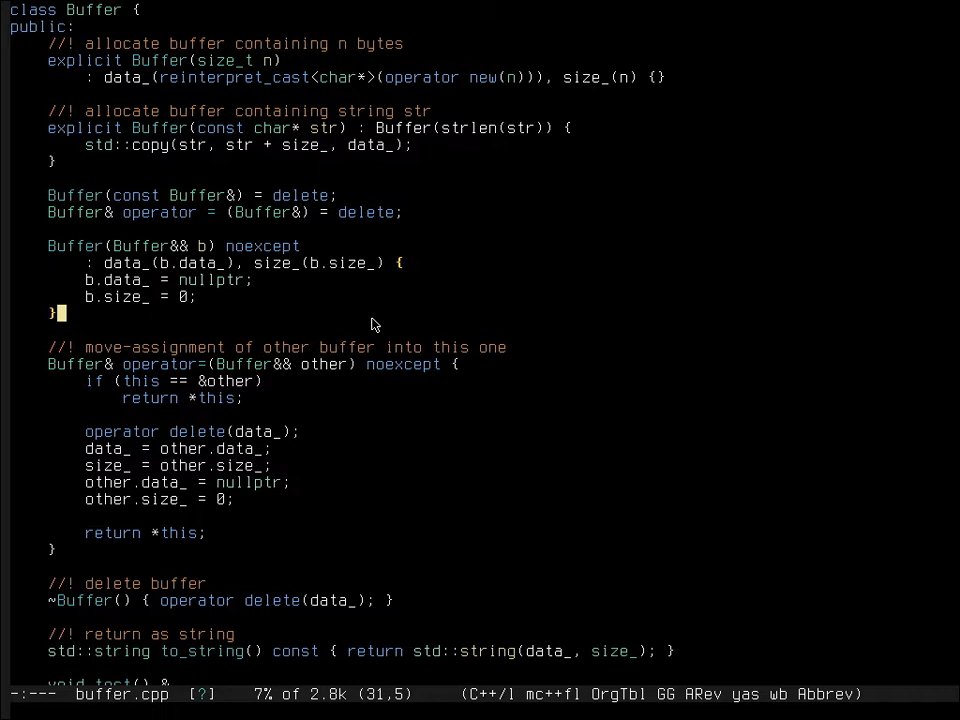 class Buffer {
public:
//! allocate buffer containing n bytes
explicit Buffer(size_t n)
: data_(reinterpret_cast<char*>(operator new(n))), size_(n) {}
//! allocate buffer containing string str
explicit Buffer(const char* str) : Buffer(strlen(str)) {
std::copy(str, str + size_, data_);
}
Buffer(const Buffer&) = delete;
Buffer& operator = (Buffer&) = delete;
Buffer(Buffer&& b) noexcept
: data_(b.data_), size_(b.size_) {
b.data_ = nullptr;
b.size_ = 0;
}
//! move-assignment of other buffer into this one
Buffer& operator=(Buffer&& other) noexcept {
if (this == &other)
return *this;
operator delete(data_);
data_ = other.data_;
size_ = other.size_;
other.data_ = nullptr;
other.size_ = 0;
return *this;
}
//! delete buffer
~Buffer() { operator delete(data_); }
//! return as string
std::string to_string() const { return std::string(data_, size_); }
void test() &
-:--- buffer.cpp [?] 7% of 2.8k (31,5) (C++/l mc++fl OrgTbl GG ARev yas wb Abbrev)